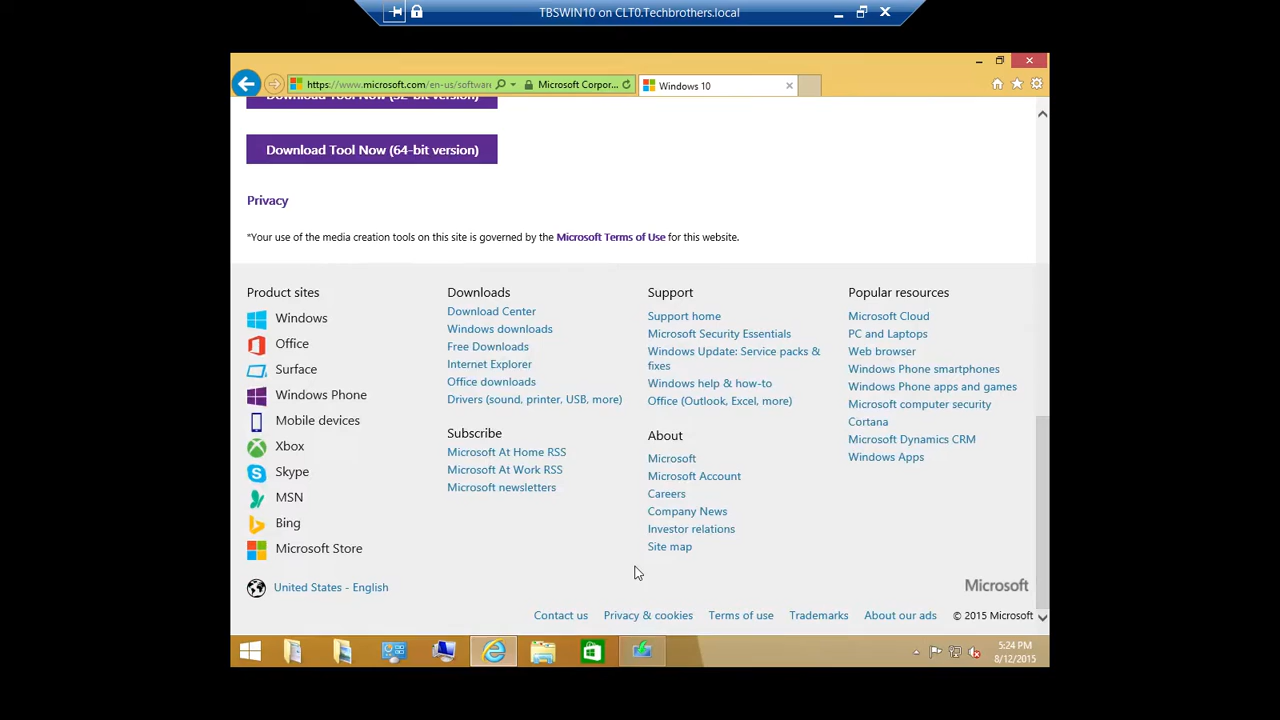 TBSWIN10 on CLT0.Techbrothers.local
https://www.microsoft.com/en-us/softwar
Microsoft Corpor...
Windows 10
Download Tool Now (32-bit version)
Download Tool Now (64-bit version)
Privacy
*Your use of the media creation tools on this site is governed by the Microsoft Terms of Use for this website.
Product sites
Windows
Office
Surface
Windows Phone
Mobile devices
Xbox
Skype
MSN
Bing
Microsoft Store
Downloads
Download Center
Windows downloads
Free Downloads
Internet Explorer
Office downloads
Drivers (sound, printer, USB, more)
Subscribe
Microsoft At Home RSS
Microsoft At Work RSS
Microsoft newsletters
Support
Support home
Microsoft Security Essentials
Windows Update: Service packs &
fixes
Windows help & how-to
Office (Outlook, Excel, more)
About
Microsoft
Microsoft Account
Careers
Company News
Investor relations
Site map
Popular resources
Microsoft Cloud
PC and Laptops
Web browser
Windows Phone smartphones
Windows Phone apps and games
Microsoft computer security
Cortana
Microsoft Dynamics CRM
Windows Apps
United States - English
Microsoft
Contact us Privacy & cookies Terms of use Trademarks About our ads © 2015 Microsoft
5:24 PM
8/12/2015